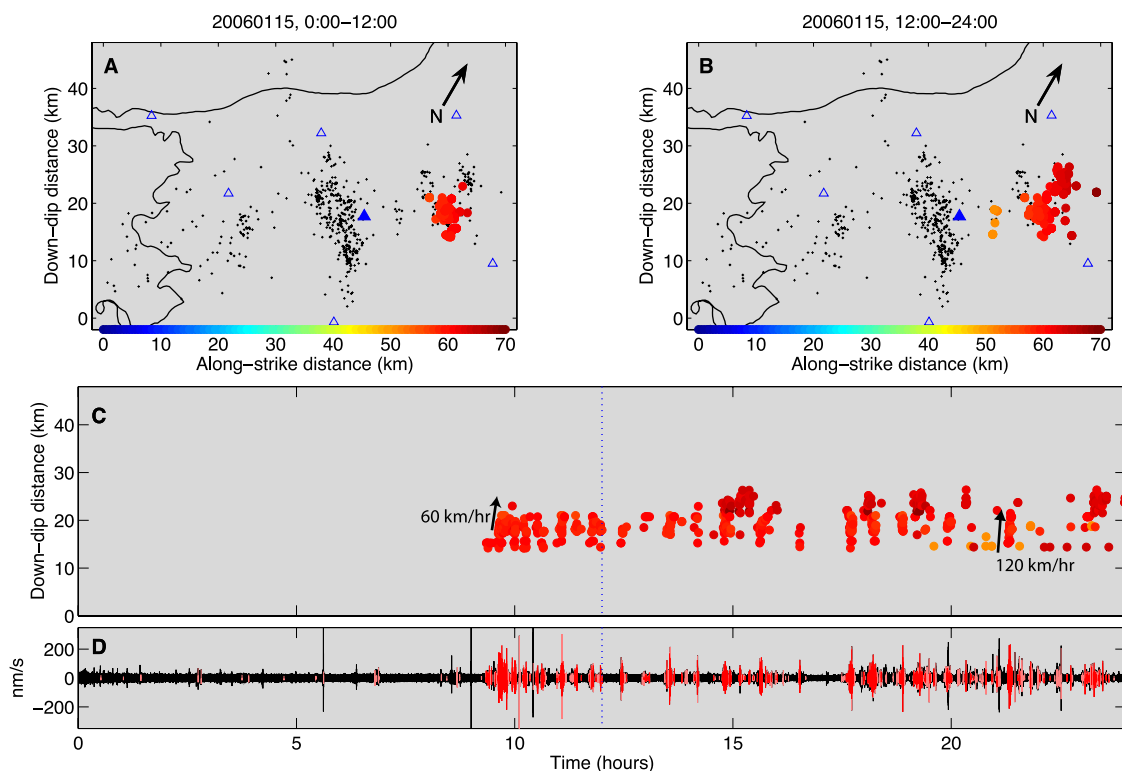 20060115, 0:00−12:00
20060115, 12:00−24:00
A
N
Down−dip distance (km)
40
30
20
10
0
0 10 20 30 40 50 60 70
Along−strike distance (km)
B
N
Down−dip distance (km)
40
30
20
10
0
0 10 20 30 40 50 60 70
Along−strike distance (km)
C
Down−dip distance (km)
40
30
20
10
0
60 km/hr
120 km/hr
D
nm/s
200
0
−200
0 5 10 15 20
Time (hours)